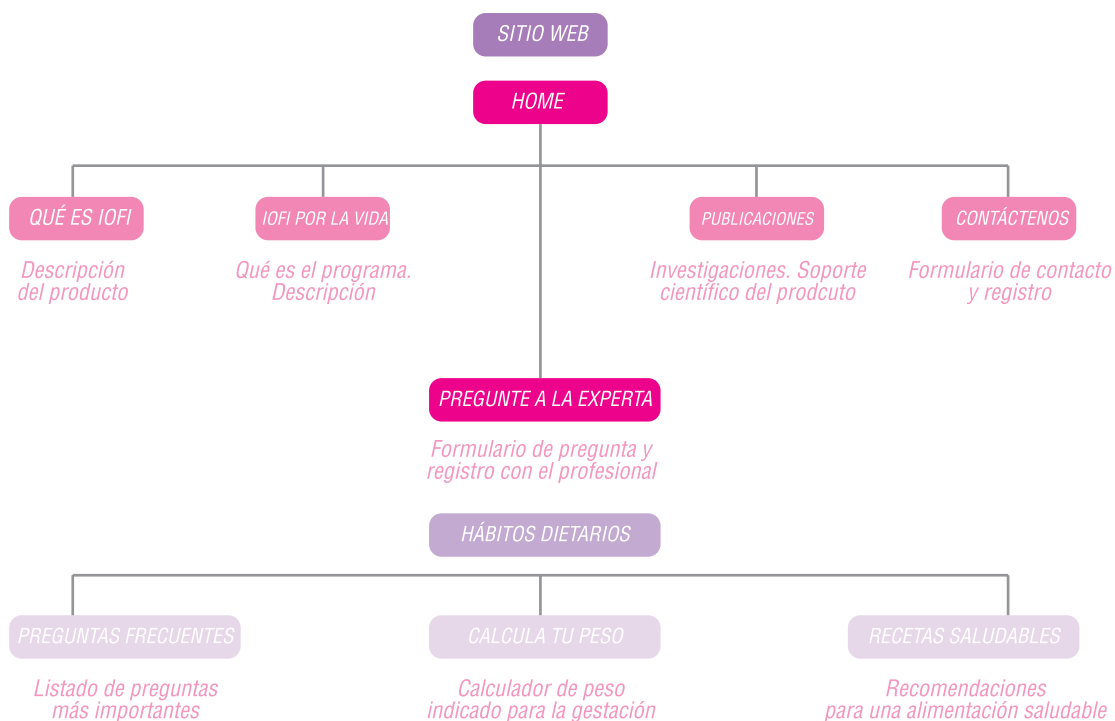 SITIO WEB
HOME
QUÉ ES IOFI
IOFI POR LA VIDA
PUBLICACIONES
CONTÁCTENOS
Descripción
del producto
Qué es el programa.
Descripción
Investigaciones. Soporte
científico del prodcuto
Formulario de contacto
y registro
PREGUNTE A LA EXPERTA
Formulario de pregunta y
registro con el profesional
HÁBITOS DIETARIOS
PREGUNTAS FRECUENTES
CALCULA TU PESO
RECETAS SALUDABLES
Listado de preguntas
más importantes
Calculador de peso
indicado para la gestación
Recomendaciones
para una alimentación saludable